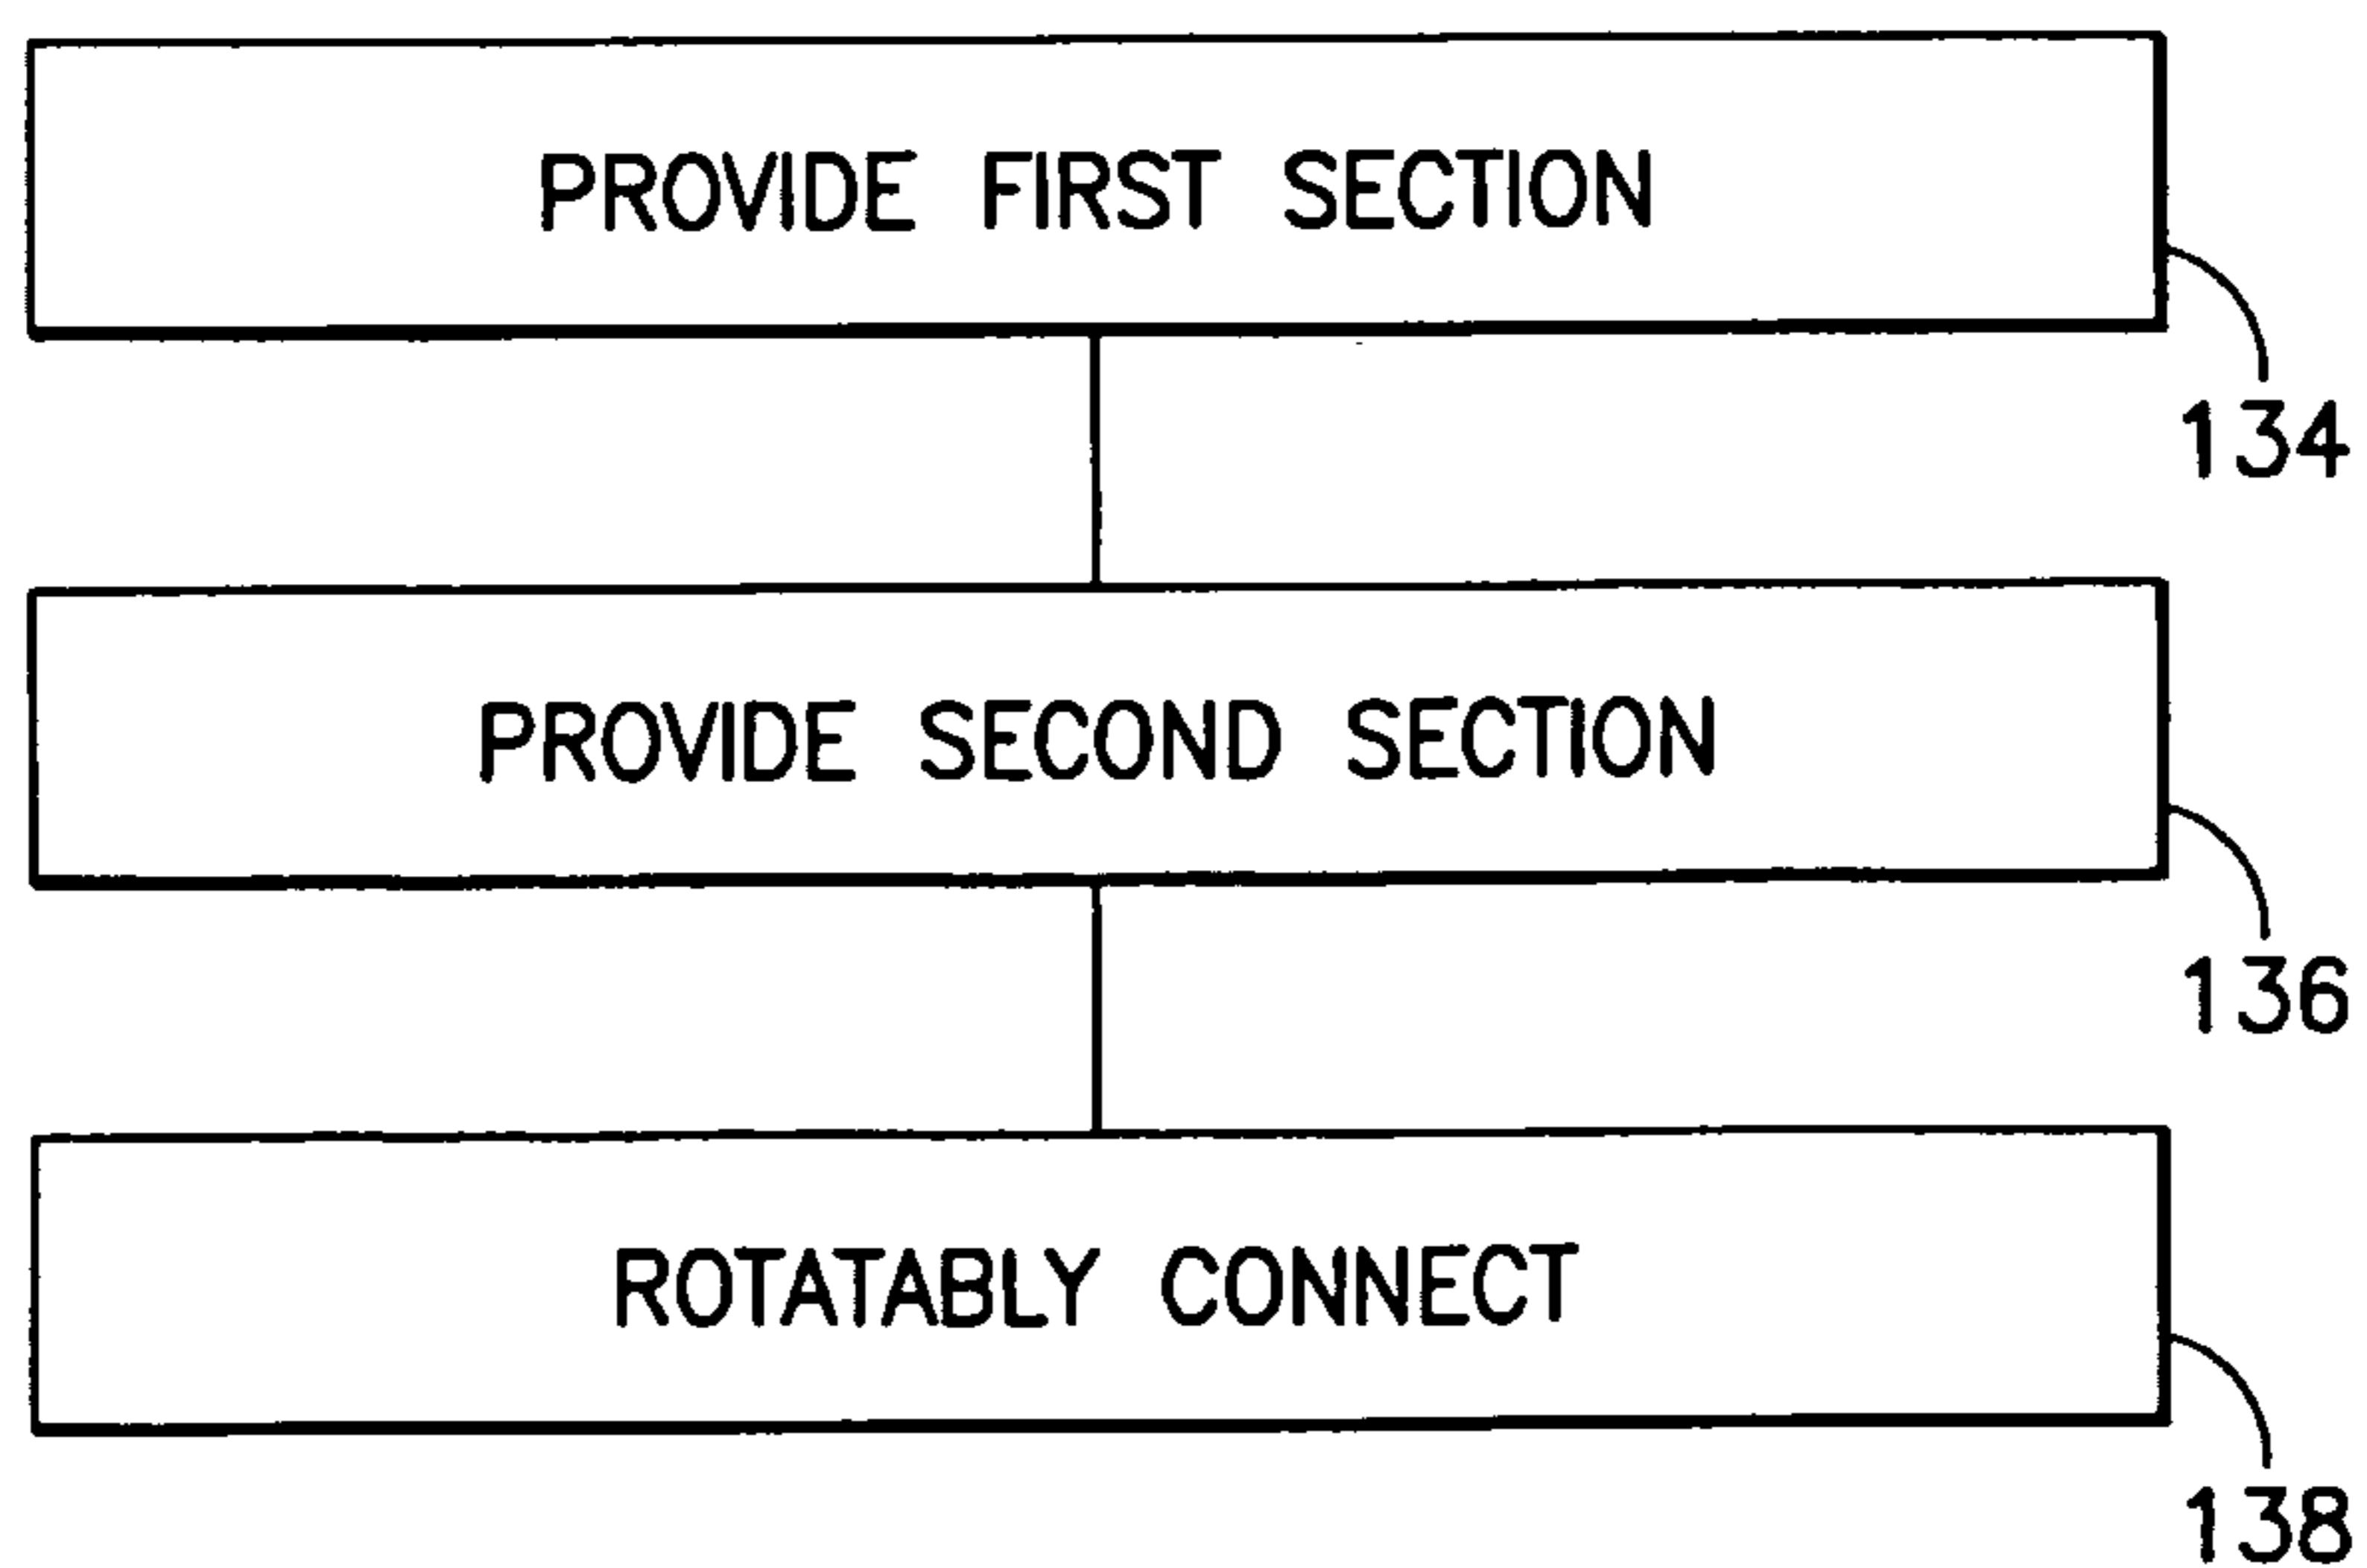 PROVIDE FIRST SECTION
134
PROVIDE SECOND SECTION
136
ROTATABLY CONNECT
138